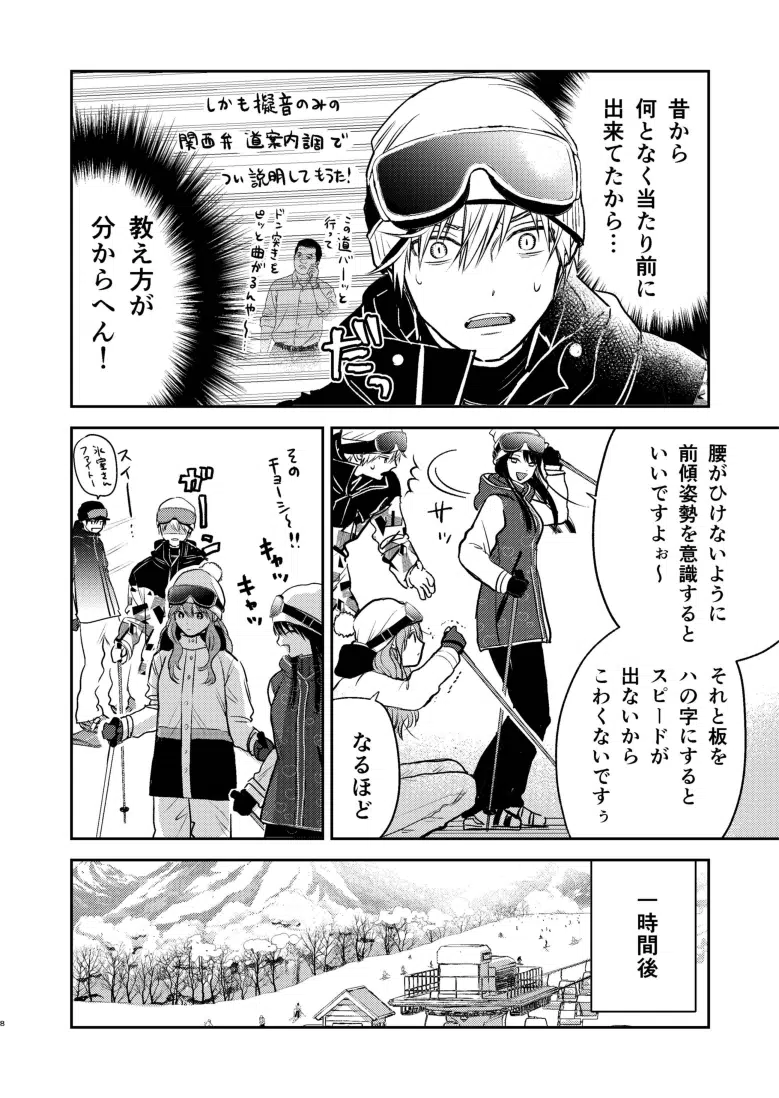 昔から
何となく当たり前に
出来てたから…
しかも擬音のみの
関西弁 道案内調で
つい説明してもうた！
この道バーッと
行って
ドン突きを
ピッと曲がるんや〜
だっ
教え方が
分からへん！
腰がひけないように
前傾姿勢を意識すると
いいですよぉ〜
それと板を
ハの字にすると
スピードが
出ないから
こわくないですぅ
サッ
なるほど
その
チョーシ〜!!
キャッ
キャッ
ガーン
スイー
氷室さん
ファイトー
一時間後
8